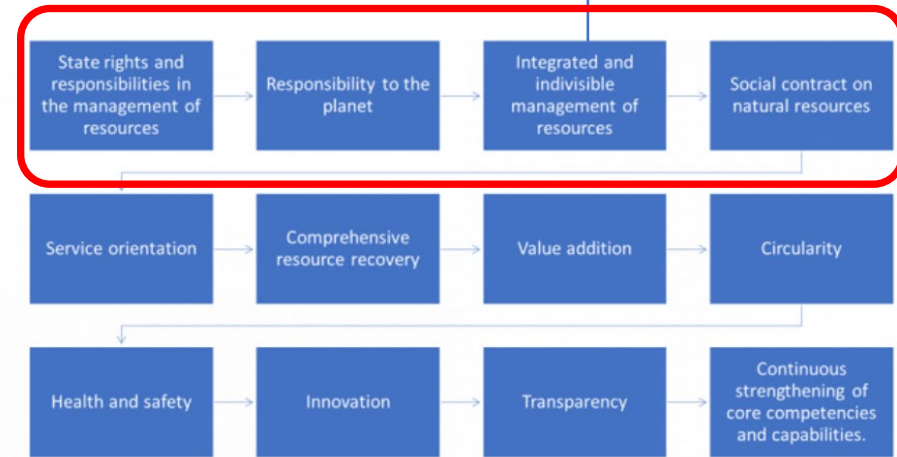 State rights and
responsibilities in
the management of
resources
Responsibility to the
planet
Integrated and
indivisible
management of
resources
Social contract on
natural resources
Service orientation
Comprehensive
resource recovery
Value addition
Circularity
Health and safety
Innovation
Transparency
Continuous
strengthening of
core competencies
and capabilities.